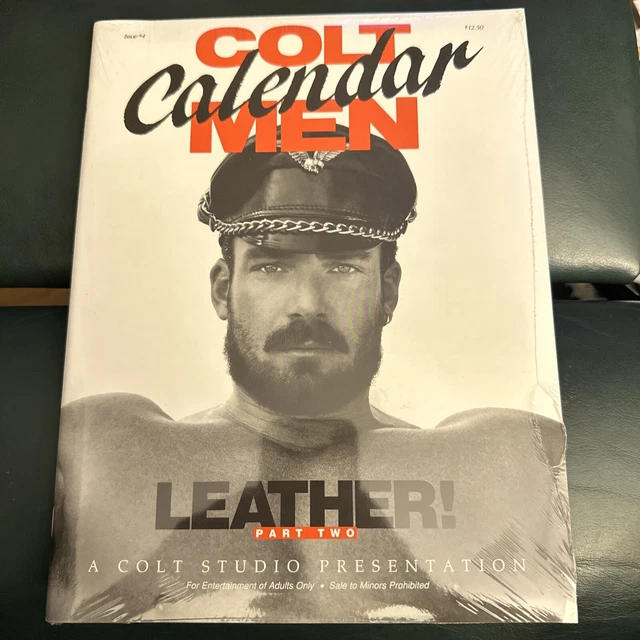 Issue #4
$12.50
COLT
Calendar
MEN
LEATHER!
PART TWO
A COLT STUDIO PRESENTATION
For Entertainment of Adults Only • Sale to Minors Prohibited